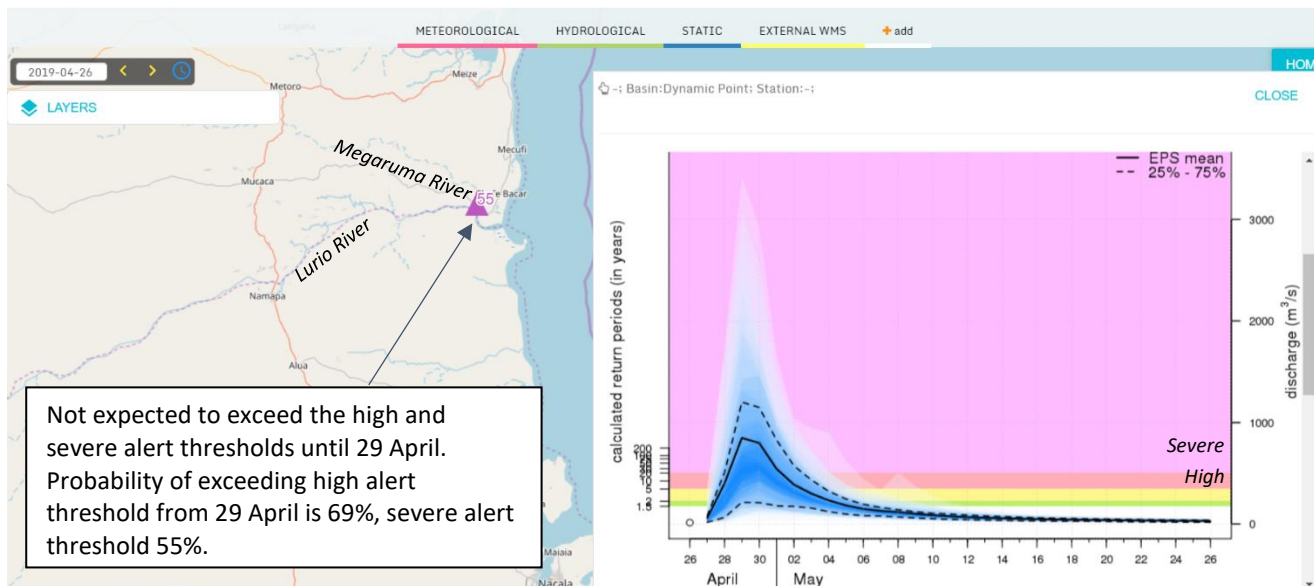 METEOROLOGICAL HYDROLOGICAL STATIC EXTERNAL WMS + add
2019-04-26 < >
HOM
LAYERS
Metoro
Meize
Mecufi
Megaruma River
Mucaca
55
e Bacar
Lurio River
Namapa
Alua
Maiaia
Nacala
Not expected to exceed the high and
severe alert thresholds until 29 April.
Probability of exceeding high alert
threshold from 29 April is 69%, severe alert
threshold 55%.
-; Basin:Dynamic Point; Station:-;
CLOSE
EPS mean
25% - 75%
calculated return periods (in years)
200
20
10
5
2
1.5
3000
2000
1000
0
discharge (m³/s)
Severe
High
26 28 30 02 04 06 08 10 12 14 16 18 20 22 24 26
April May